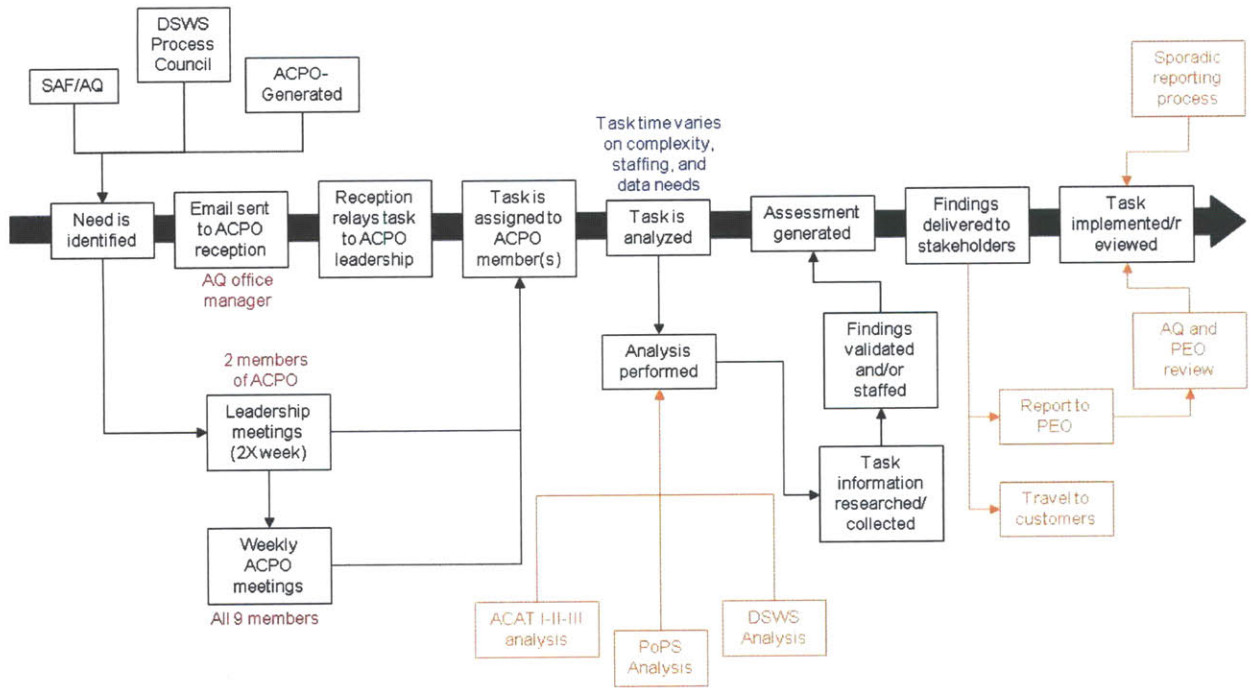 DSWS
Process
Council
SAF/AQ
ACPO-
Generated
Sporadic
reporting
process
Task time varies
on complexity,
staffing, and
data needs
Need is
identified
Email sent
to ACPO
reception
AQ office
manager
Reception
relays task
to ACPO
leadership
Task is
assigned to
ACPO
member(s)
Task is
analyzed
Assessment
generated
Findings
delivered to
stakeholders
Task
implemented/r
eviewed
2 members
of ACPO
Leadership
meetings
(2X week)
Weekly
ACPO
meetings
All 9 members
Analysis
performed
Findings
validated
and/or
staffed
Task
information
researched/
collected
AQ and
PEO
review
Report to
PEO
Travel to
customers
ACAT I-II-III
analysis
PoPS
Analysis
DSWS
Analysis